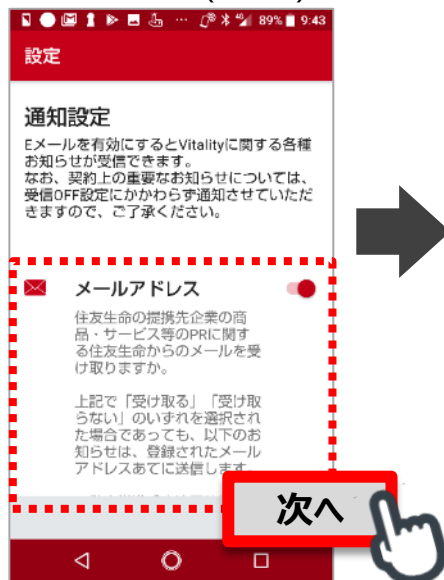 89% 9:43
設定
通知設定
Eメールを有効にするとVitalityに関する各種
お知らせが受信できます。
なお、契約上の重要なお知らせについては、
受信OFF設定にかかわらず通知させていただ
きますので、ご了承ください。
メールアドレス
住友生命の提携先企業の商
品・サービス等のPRに関す
る住友生命からのメールを受
け取りますか。
上記で「受け取る」「受け取
らない」のいずれを選択され
た場合であっても、以下のお
知らせは、登録されたメール
アドレスあてに送信します
次へ